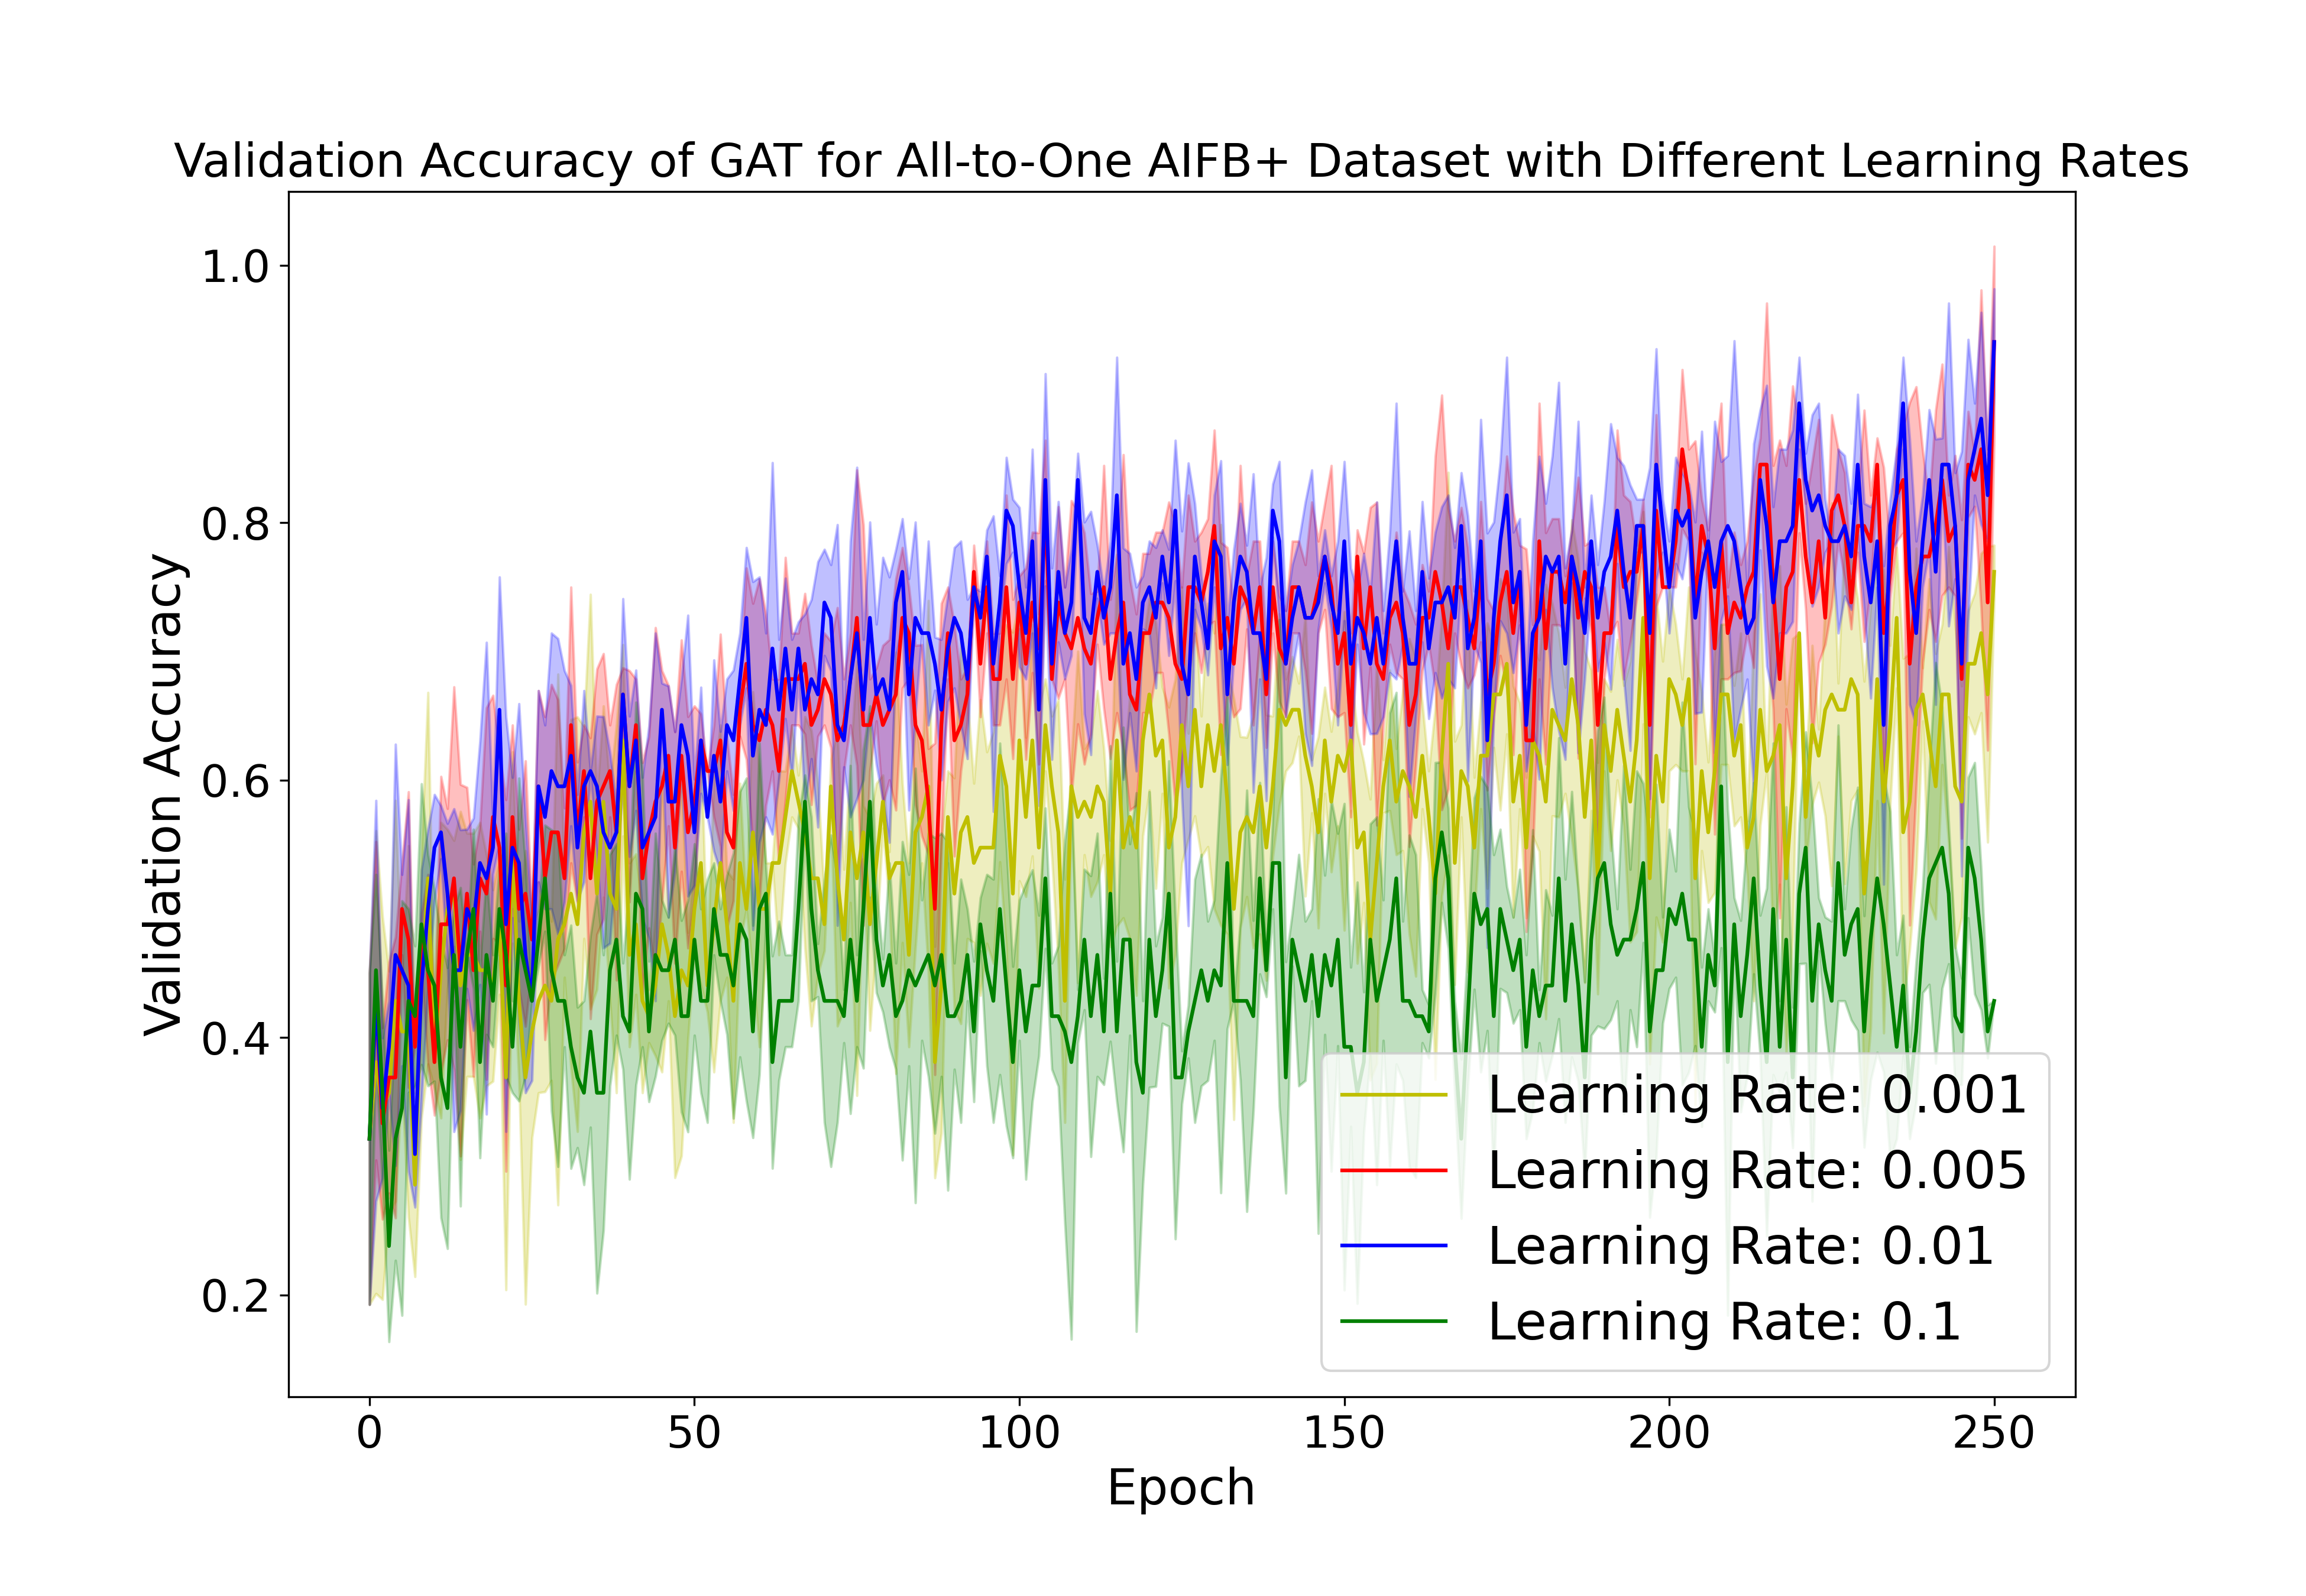 Validation Accuracy of GAT for All-to-One AIFB+ Dataset with Different Learning Rates
1.0
0.8
0.6
0.4
0.2
Validation Accuracy
Learning Rate: 0.001
Learning Rate: 0.005
Learning Rate: 0.01
Learning Rate: 0.1
0 50 100 150 200 250
Epoch